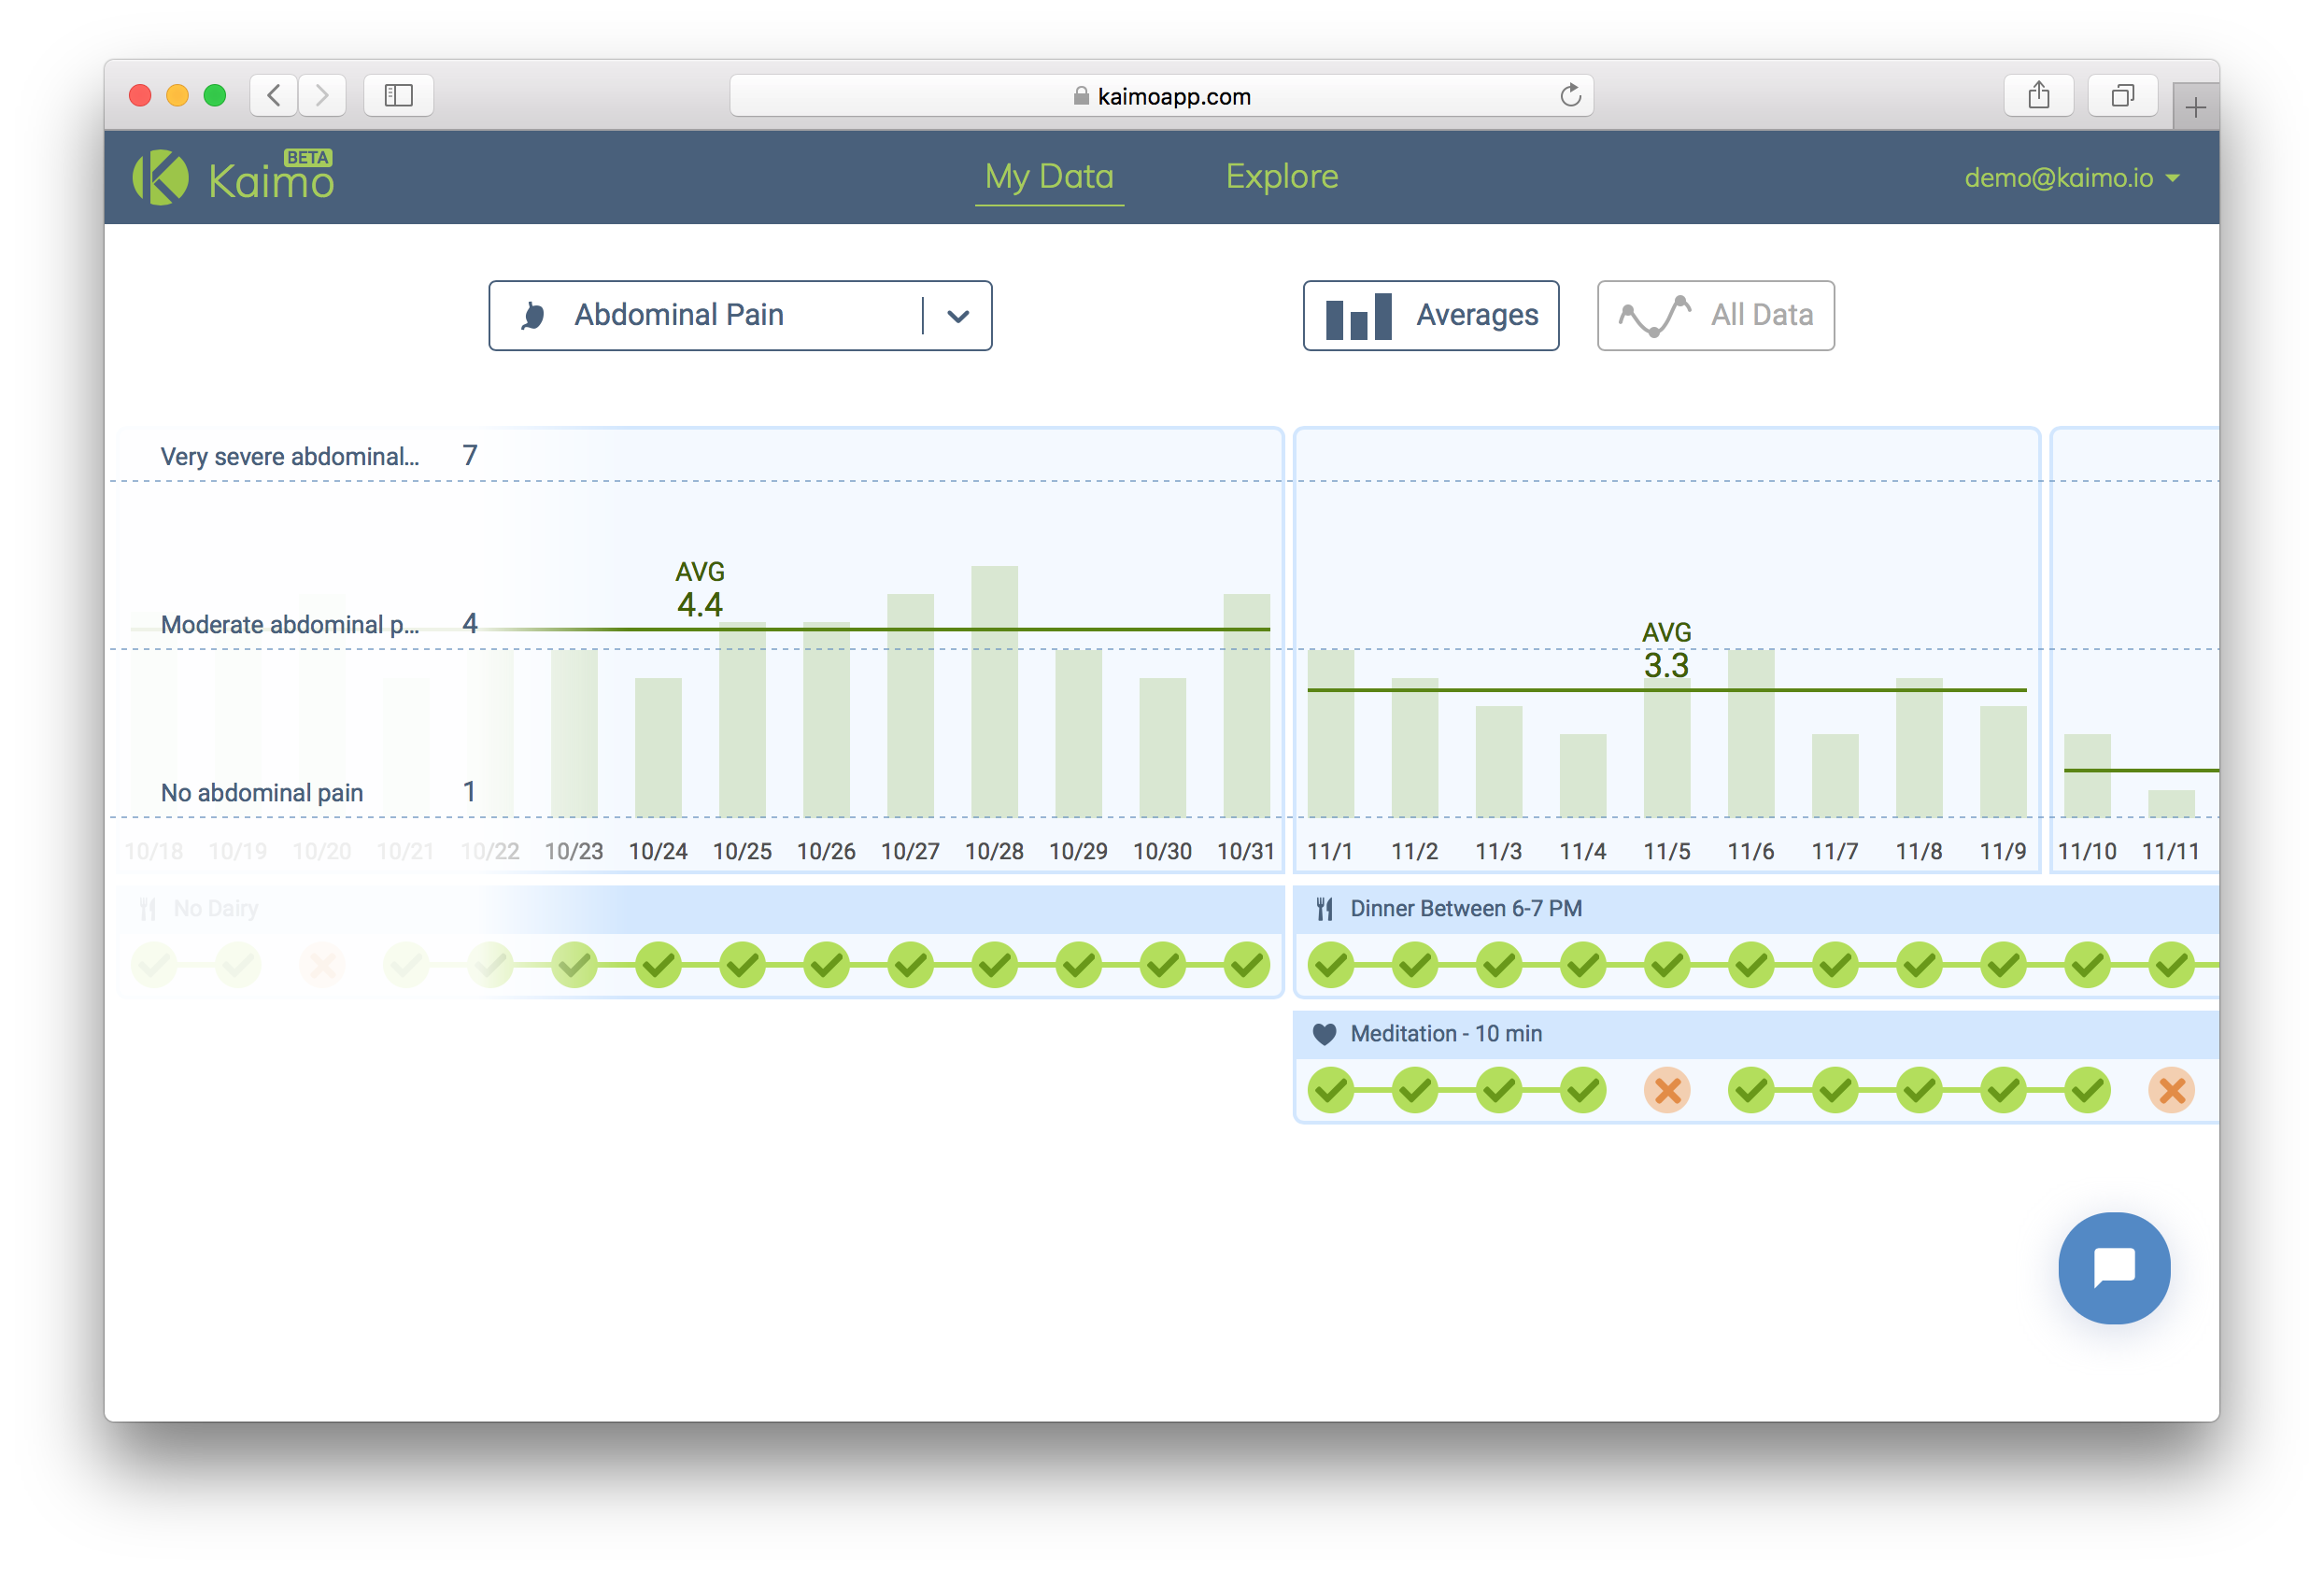 kaimoapp.com
Kaimo BETA
My Data
Explore
demo@kaimo.io
Abdominal Pain
Averages
All Data
Very severe abdominal... 7
AVG
4.4
Moderate abdominal p... 4
AVG
3.3
No abdominal pain 1
10/18 10/19 10/20 10/21 10/22 10/23 10/24 10/25 10/26 10/27 10/28 10/29 10/30 10/31 11/1 11/2 11/3 11/4 11/5 11/6 11/7 11/8 11/9 11/10 11/11
No Dairy
Dinner Between 6-7 PM
Meditation - 10 min